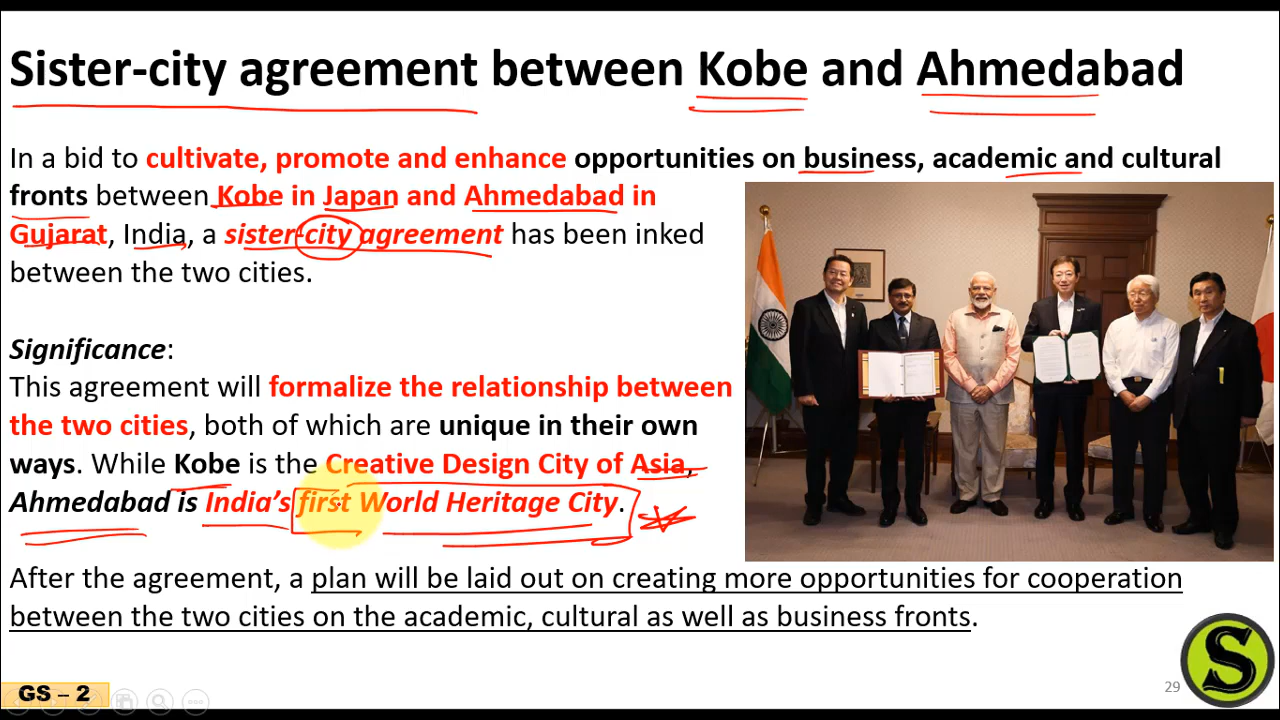 Sister-city agreement between Kobe and Ahmedabad
In a bid to cultivate, promote and enhance opportunities on business, academic and cultural
fronts between Kobe in Japan and Ahmedabad in
Gujarat, India, a sister-city agreement has been inked
between the two cities.
Significance:
This agreement will formalize the relationship between
the two cities, both of which are unique in their own
ways. While Kobe is the Creative Design City of Asia,
Ahmedabad is India’s first World Heritage City.
After the agreement, a plan will be laid out on creating more opportunities for cooperation
between the two cities on the academic, cultural as well as business fronts.
S
GS – 2
29